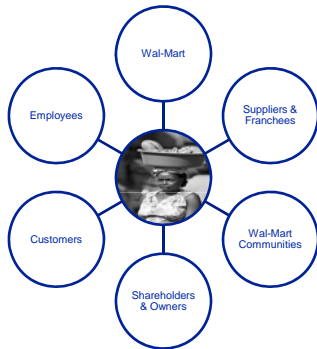 Wal-Mart
Employees
Suppliers &
Franchees
Customers
Wal-Mart
Communities
Shareholders
& Owners